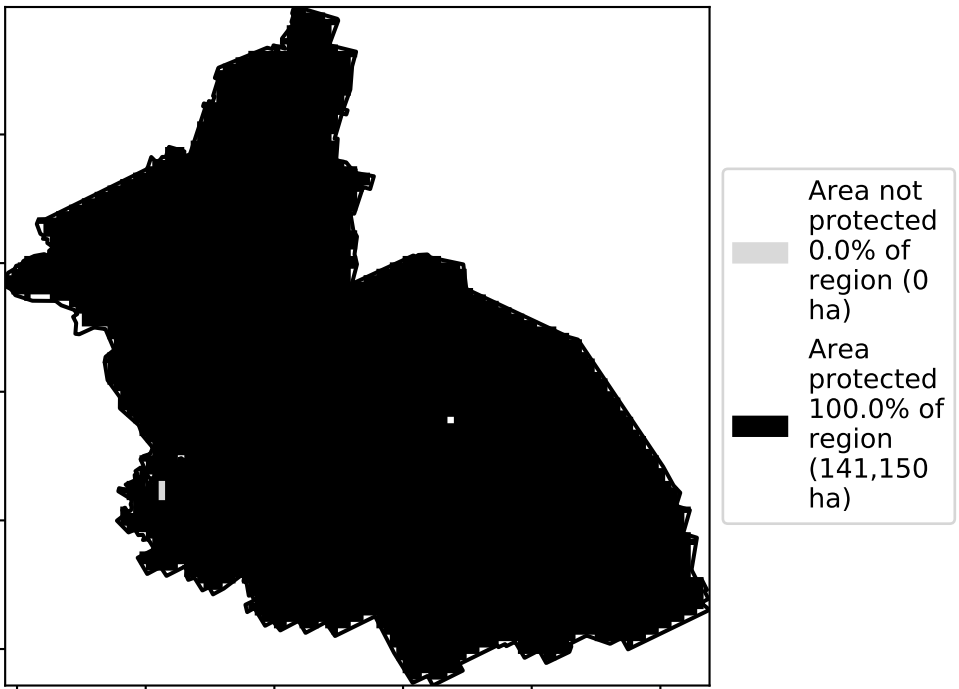 Area not
protected
0.0% of
region (0
ha)
Area
protected
100.0% of
region
(141,150
ha)